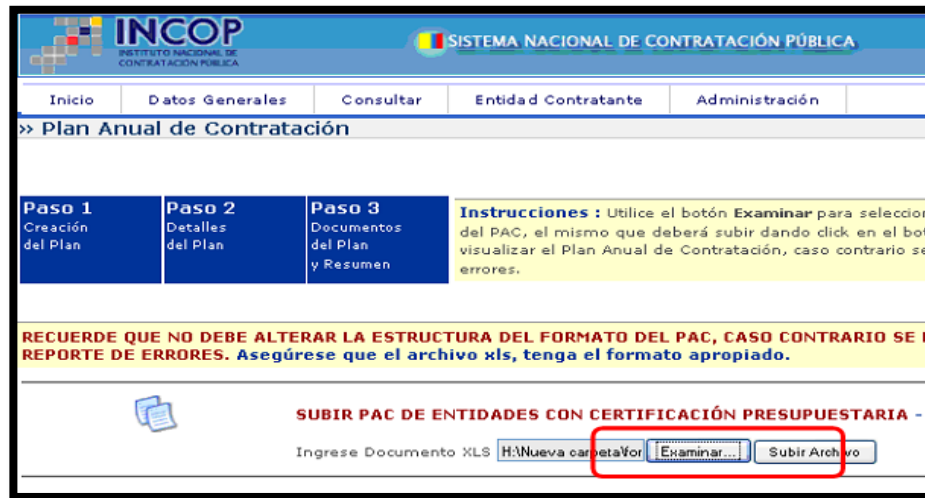 INCOP
INSTITUTO NACIONAL DE
CONTRATACIÓN PÚBLICA
SISTEMA NACIONAL DE CONTRATACIÓN PÚBLICA
Inicio Datos Generales Consultar Entidad Contratante Administración
» Plan Anual de Contratación
Paso 1
Creación
del Plan
Paso 2
Detalles
del Plan
Paso 3
Documentos
del Plan
y Resumen
Instrucciones : Utilice el botón Examinar para seleccion
del PAC, el mismo que deberá subir dando click en el bot
visualizar el Plan Anual de Contratación, caso contrario se
errores.
RECUERDE QUE NO DEBE ALTERAR LA ESTRUCTURA DEL FORMATO DEL PAC, CASO CONTRARIO SE
REPORTE DE ERRORES. Asegúrese que el archivo xls, tenga el formato apropiado.
SUBIR PAC DE ENTIDADES CON CERTIFICACIÓN PRESUPUESTARIA -
Ingrese Documento XLS H:\Nueva carpeta\for Examinar... Subir Archivo